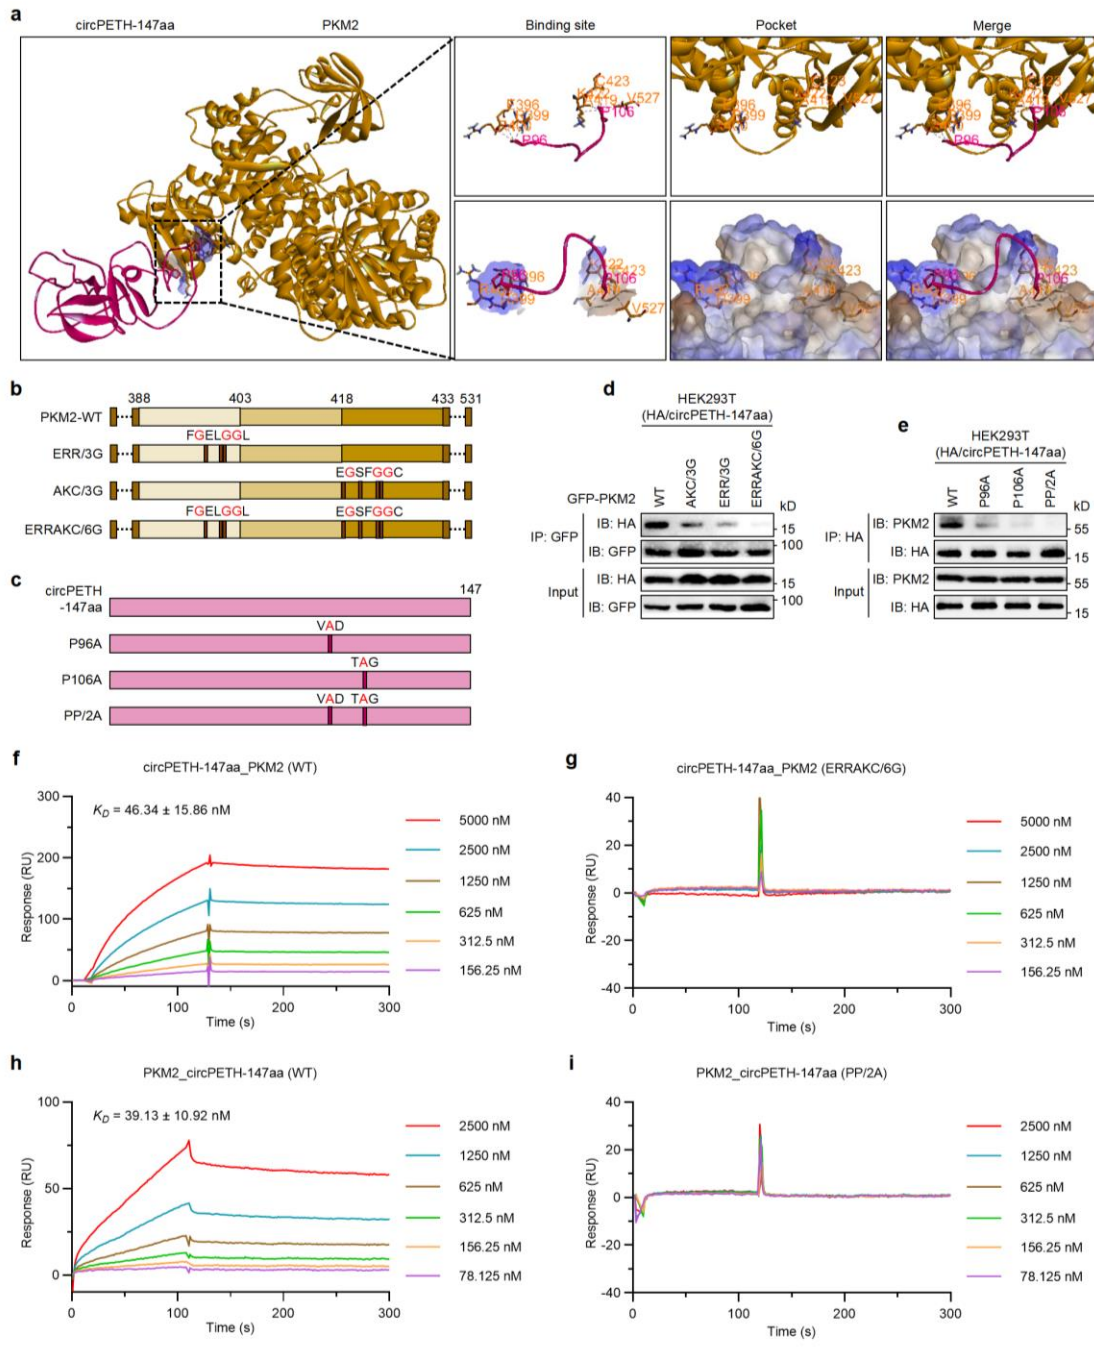 a
circPETH-147aa PKM2 Binding site Pocket Merge
C423
V527
P106
P96
b
388 403 418 433 531
PKM2-WT
FGELGGL
ERR/3G
EGSFGGC
AKC/3G
FGELGGL EGSFGGC
ERRAKC/6G
c
circPETH
-147aa
147
VAD
P96A
TAG
P106A
VAD TAG
PP/2A
d
HEK293T
(HA/circPETH-147aa)
GFP-PKM2 WT AKC/3G ERR/3G ERRAKC/6G kD
IP: GFP
IB: HA 15
IB: GFP 100
Input
IB: HA 15
IB: GFP 100
e
HEK293T
(HA/circPETH-147aa)
WT P96A P106A PP/2A kD
IP: HA
IB: PKM2 55
IB: HA 15
Input
IB: PKM2 55
IB: HA 15
f
circPETH-147aa_PKM2 (WT)
K_D = 46.34 ± 15.86 nM
Response (RU)
300
200
100
0
0 100 200 300
Time (s)
5000 nM
2500 nM
1250 nM
625 nM
312.5 nM
156.25 nM
g
circPETH-147aa_PKM2 (ERRAKC/6G)
Response (RU)
40
20
0
-20
-40
0 100 200 300
Time (s)
5000 nM
2500 nM
1250 nM
625 nM
312.5 nM
156.25 nM
h
PKM2_circPETH-147aa (WT)
K_D = 39.13 ± 10.92 nM
Response (RU)
100
50
0
0 100 200 300
Time (s)
2500 nM
1250 nM
625 nM
312.5 nM
156.25 nM
78.125 nM
i
PKM2_circPETH-147aa (PP/2A)
Response (RU)
40
20
0
-20
-40
0 100 200 300
Time (s)
2500 nM
1250 nM
625 nM
312.5 nM
156.25 nM
78.125 nM